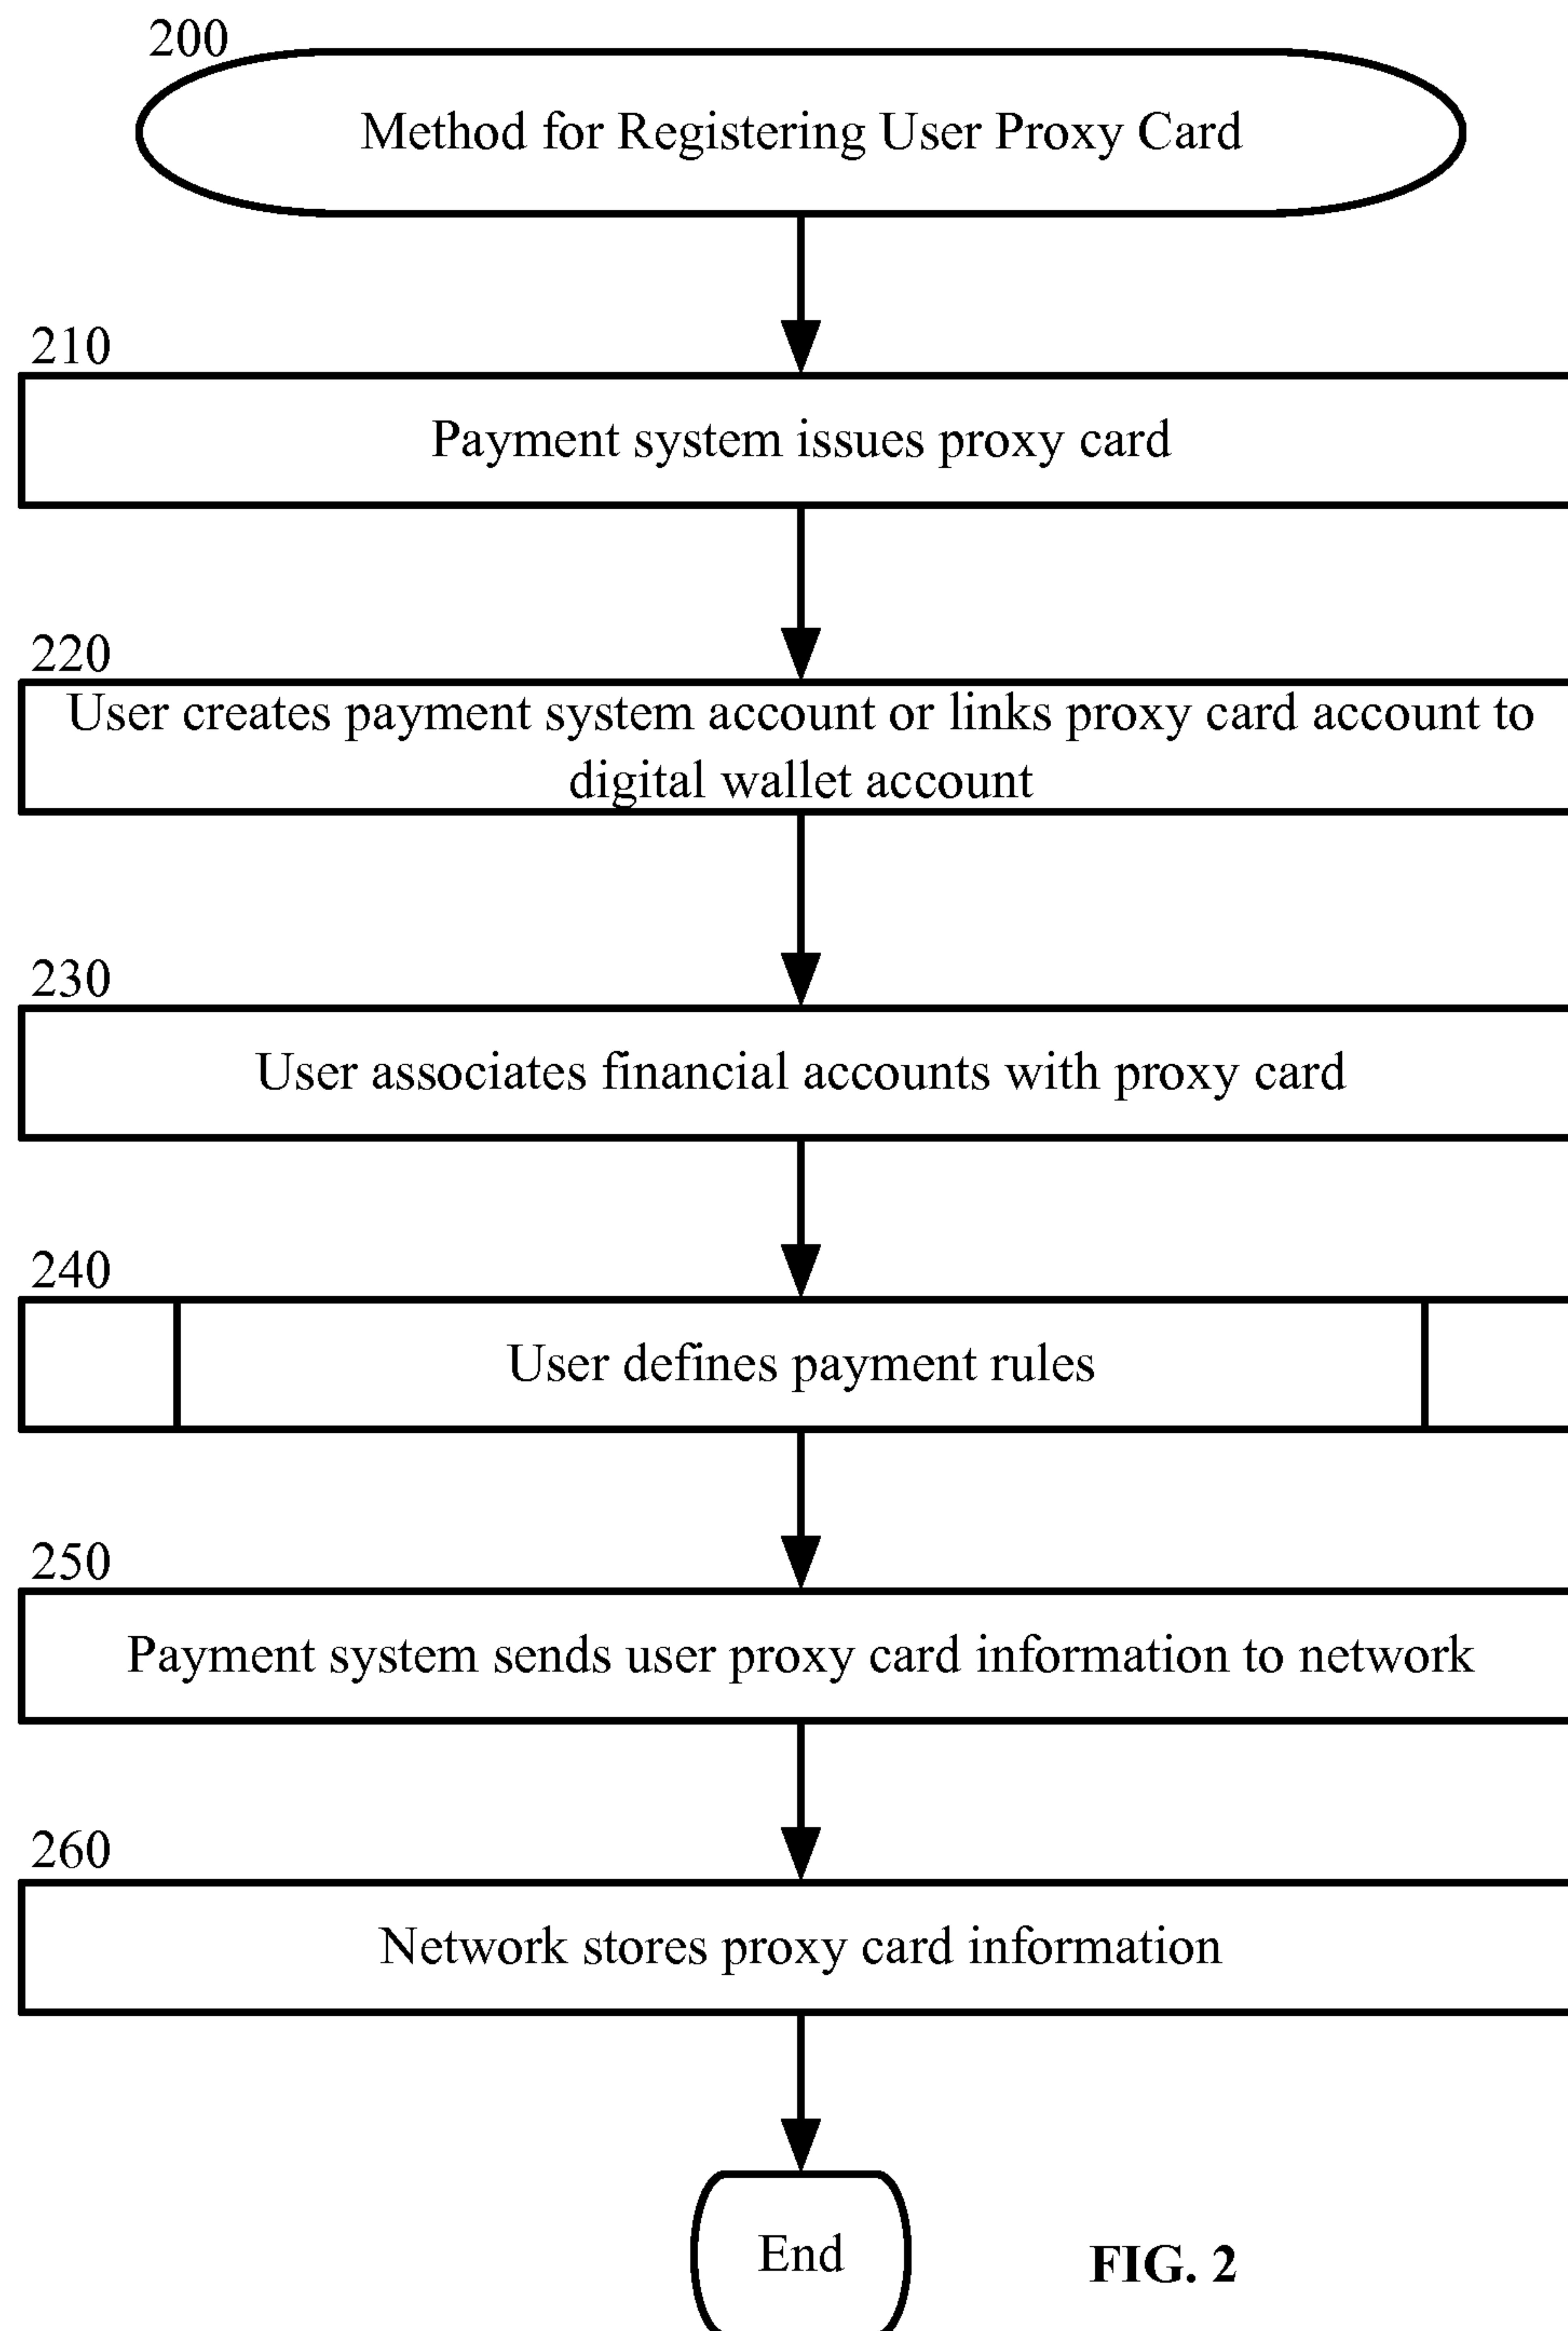 200
Method for Registering User Proxy Card
210
Payment system issues proxy card
220
User creates payment system account or links proxy card account to
digital wallet account
230
User associates financial accounts with proxy card
240
User defines payment rules
250
Payment system sends user proxy card information to network
260
Network stores proxy card information
End
FIG. 2